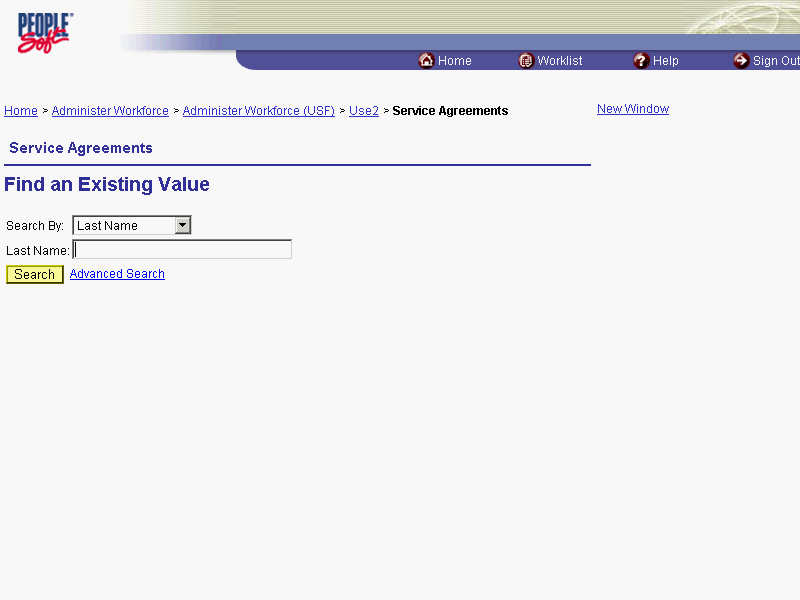 PEOPLE
Soft
Home Worklist Help Sign Out
Home > Administer Workforce > Administer Workforce (USF) > Use2 > Service Agreements
New Window
Service Agreements
Find an Existing Value
Search By: Last Name
Last Name:
Search Advanced Search